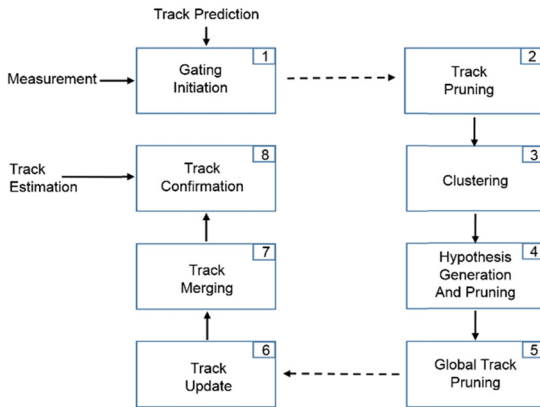 Track Prediction
Measurement
1
Gating
Initiation
2
Track
Pruning
3
Clustering
4
Hypothesis
Generation
And Pruning
5
Global Track
Pruning
6
Track
Update
7
Track
Merging
8
Track
Confirmation
Track
Estimation